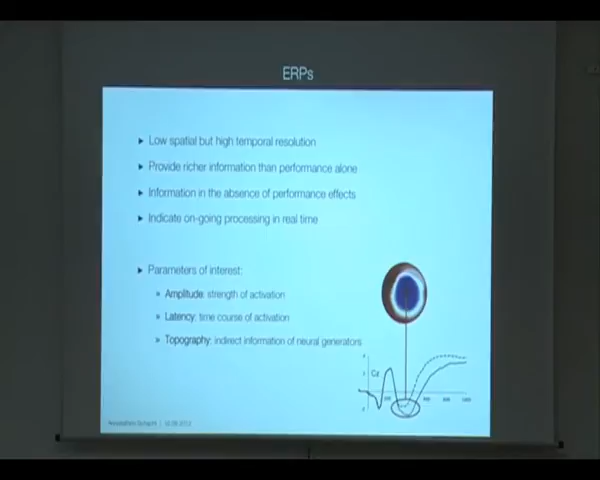 ERPs
Low spatial but high temporal resolution
Provide richer information than performance alone
Information in the absence of performance effects
Indicate on-going processing in real time
Parameters of interest:
Amplitude: strength of activation
Latency: time course of activation
Topography: indirect information of neural generators
Cz